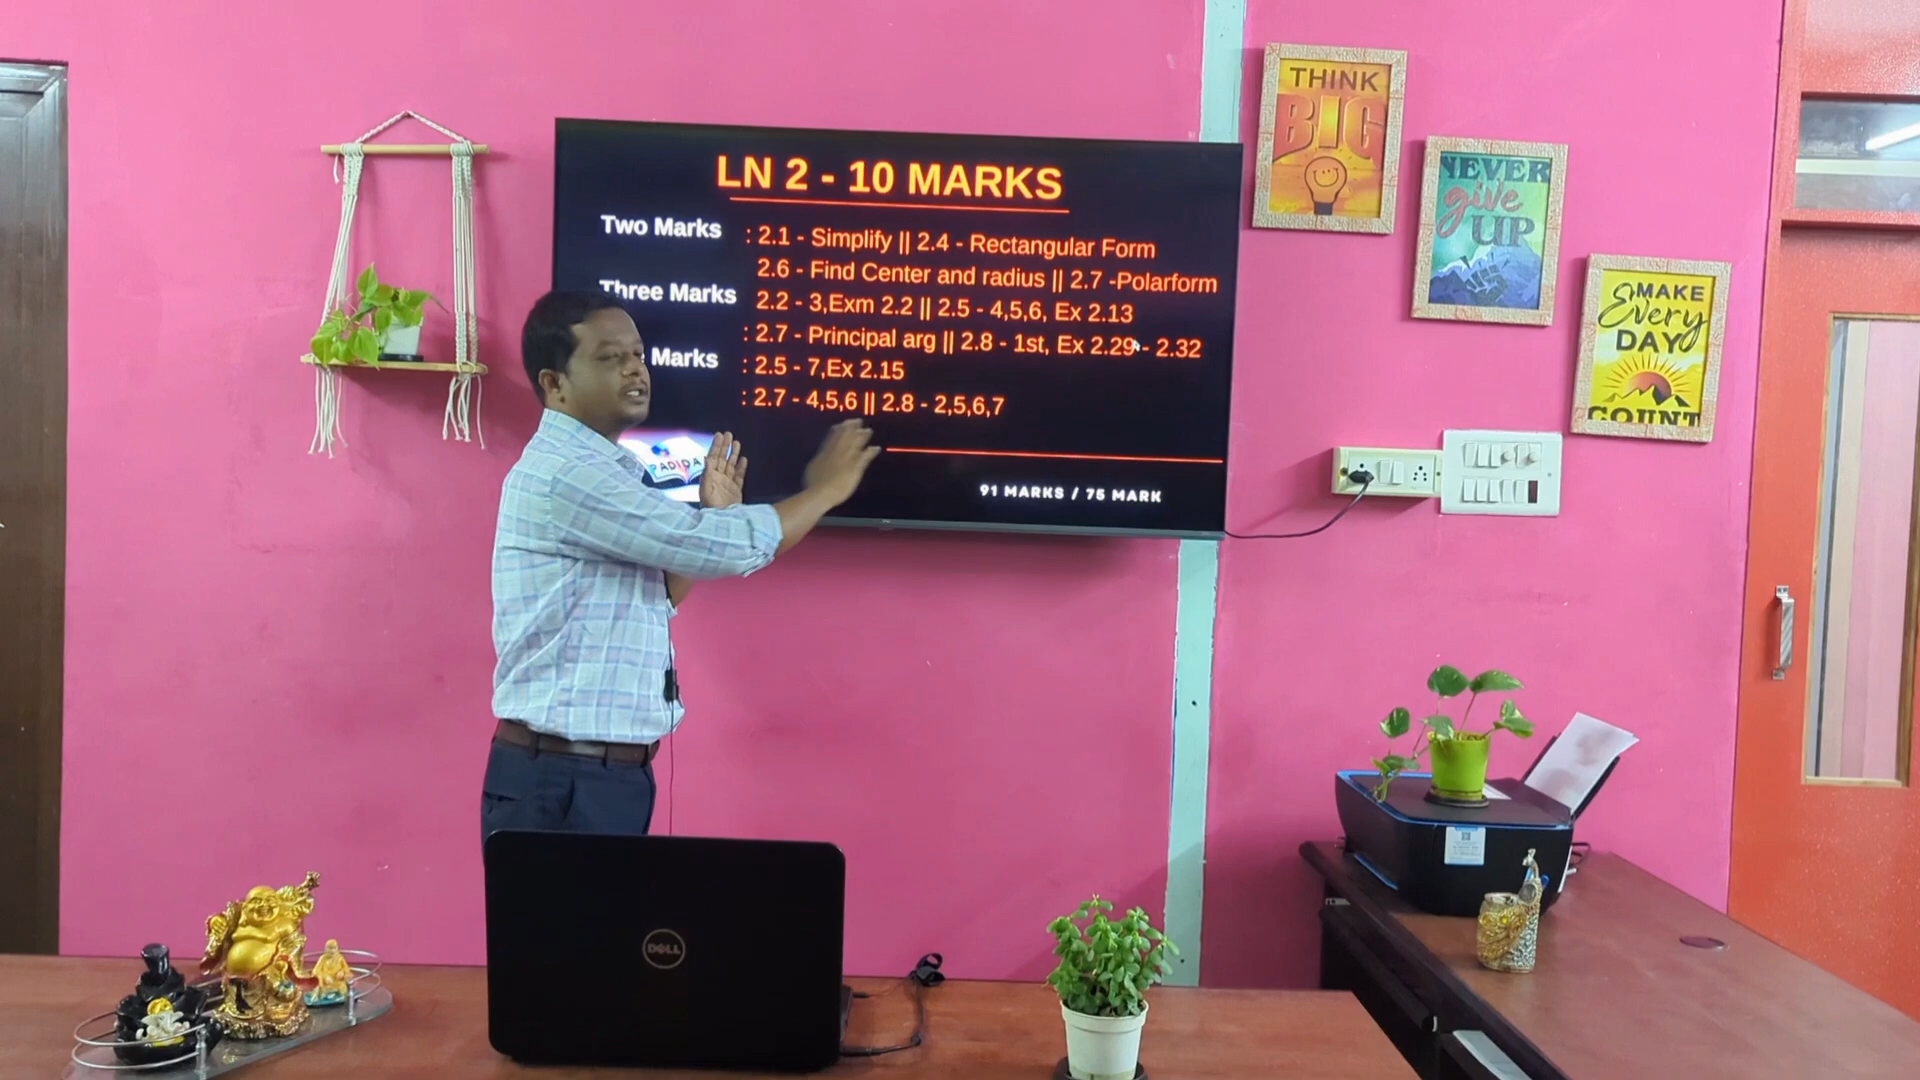 LN 2 - 10 MARKS
Two Marks : 2.1 - Simplify || 2.4 - Rectangular Form
2.6 - Find Center and radius || 2.7 -Polarform
Three Marks 2.2 - 3,Exm 2.2 || 2.5 - 4,5,6, Ex 2.13
: 2.7 - Principal arg || 2.8 - 1st, Ex 2.29 - 2.32
Marks : 2.5 - 7,Ex 2.15
: 2.7 - 4,5,6 || 2.8 - 2,5,6,7
91 MARKS / 75 MARK
THINK
BIG
NEVER
give
UP
MAKE
Every
DAY
COUNT
DELL